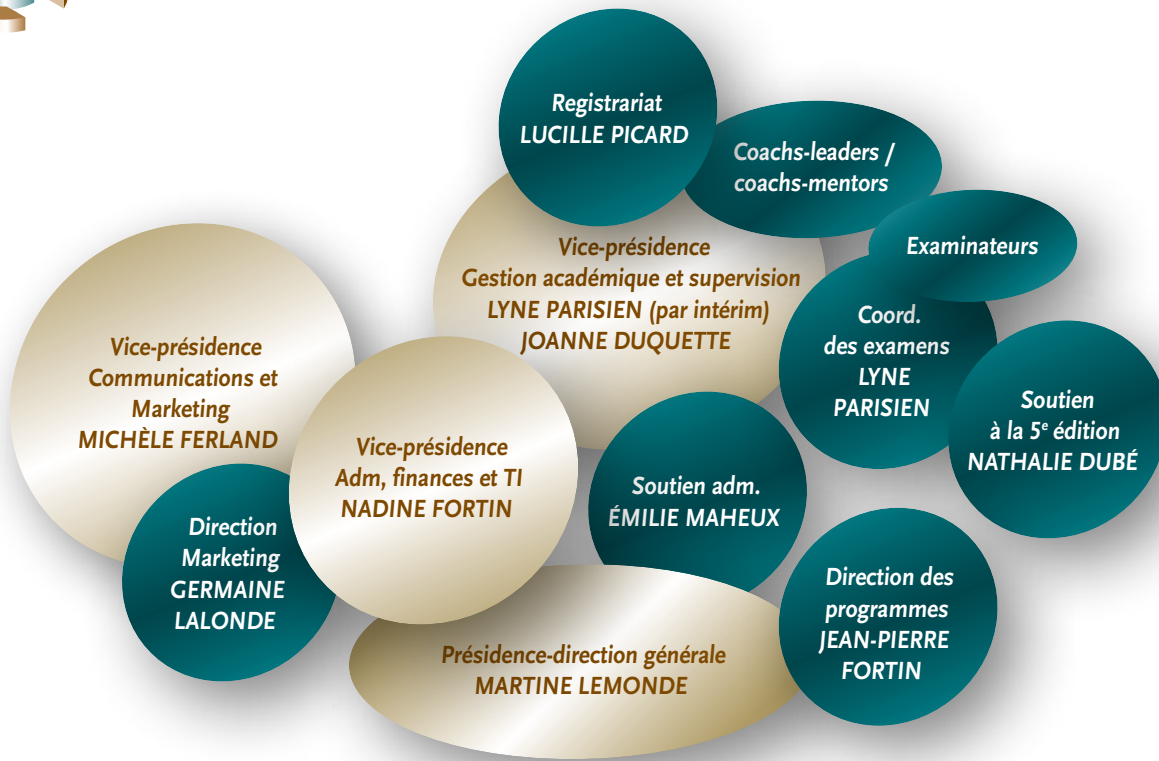 Registrariat
LUCILLE PICARD
Coachs-leaders /
coachs-mentors
Examinateurs
Vice-présidence
Gestion académique et supervision
LYNE PARISIEN (par intérim)
JOANNE DUQUETTE
Coord.
des examens
LYNE
PARISIEN
Soutien
à la 5e édition
NATHALIE DUBÉ
Vice-présidence
Communications et
Marketing
MICHÈLE FERLAND
Vice-présidence
Adm, finances et TI
NADINE FORTIN
Soutien adm.
ÉMILIE MAHEUX
Direction
Marketing
GERMAINE
LALONDE
Direction des
programmes
JEAN-PIERRE
FORTIN
Présidence-direction générale
MARTINE LEMONDE